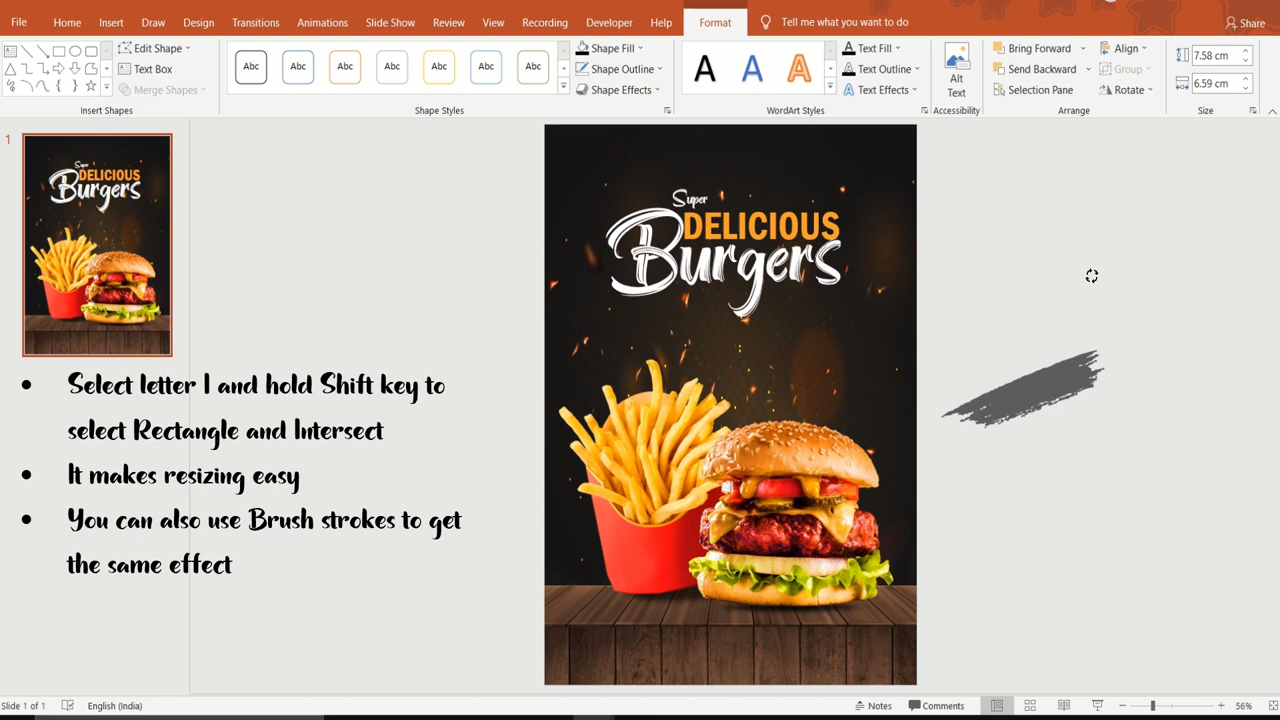 File Home Insert Draw Design Transitions Animations Slide Show Review View Recording Developer Help Format Tell me what you want to do Share
Edit Shape
Text Box
Merge Shapes
Insert Shapes
Abc Abc Abc Abc Abc Abc Abc
Shape Fill
Shape Outline
Shape Effects
Shape Styles
A A A
Text Fill
Text Outline
Text Effects
WordArt Styles
Alt
Text
Accessibility
Bring Forward
Send Backward
Selection Pane
Align
Group
Rotate
Arrange
7.58 cm
6.59 cm
Size
1
Super
DELICIOUS
Burgers
Super
DELICIOUS
Burgers
• Select letter I and hold Shift key to
select Rectangle and Intersect
• It makes resizing easy
• You can also use Brush strokes to get
the same effect
Slide 1 of 1 English (India) Notes Comments 56%